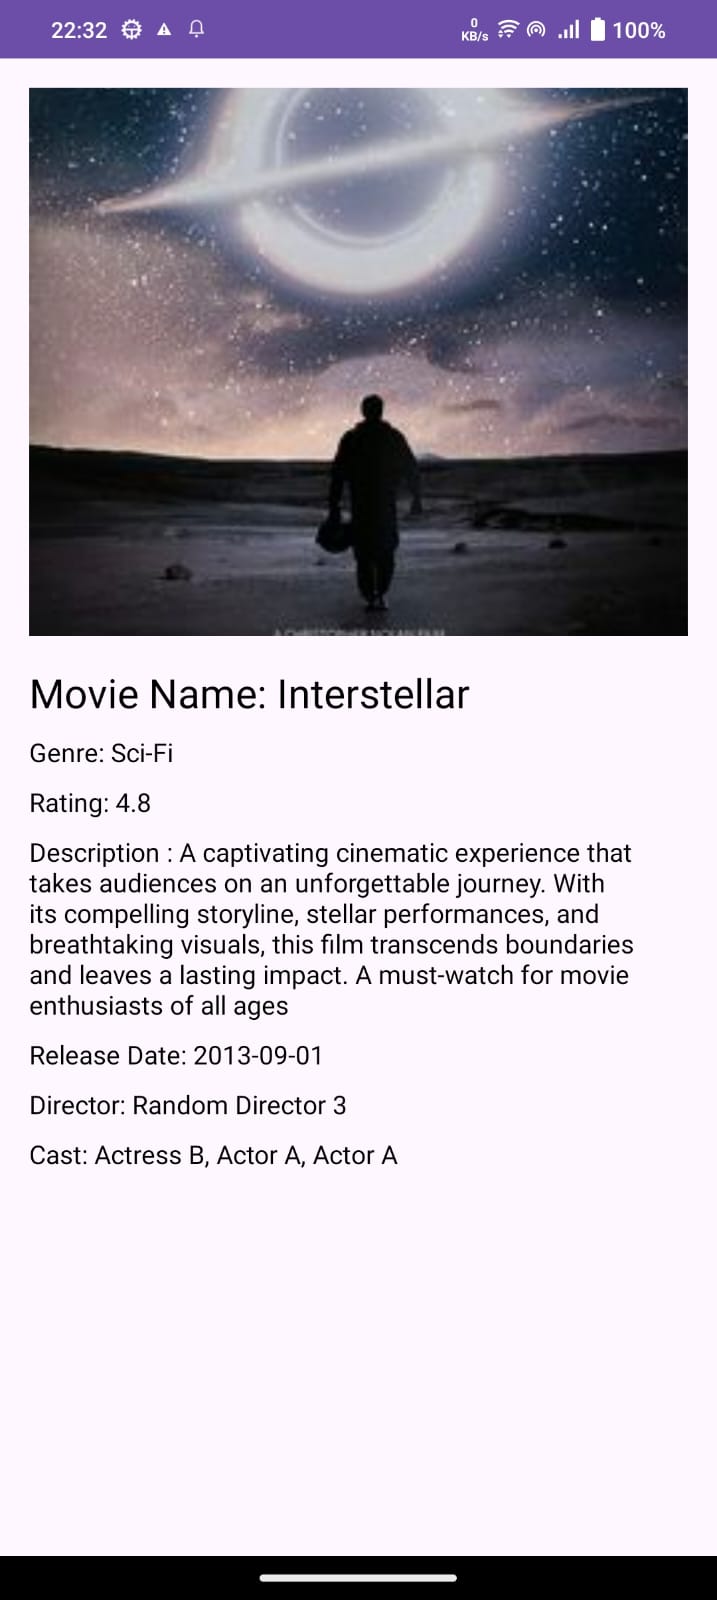 22:32
0
KB/s
100%
A CHRISTOPHER NOLAN FILM
Movie Name: Interstellar
Genre: Sci-Fi
Rating: 4.8
Description : A captivating cinematic experience that
takes audiences on an unforgettable journey. With
its compelling storyline, stellar performances, and
breathtaking visuals, this film transcends boundaries
and leaves a lasting impact. A must-watch for movie
enthusiasts of all ages
Release Date: 2013-09-01
Director: Random Director 3
Cast: Actress B, Actor A, Actor A